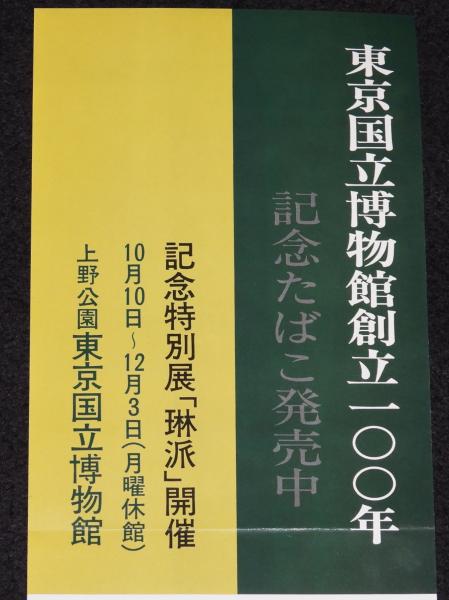 東京国立博物館創立一〇〇年
記念たばこ発売中
記念特別展「琳派」開催
10月10日~12月3日(月曜休館)
上野公園 東京国立博物館